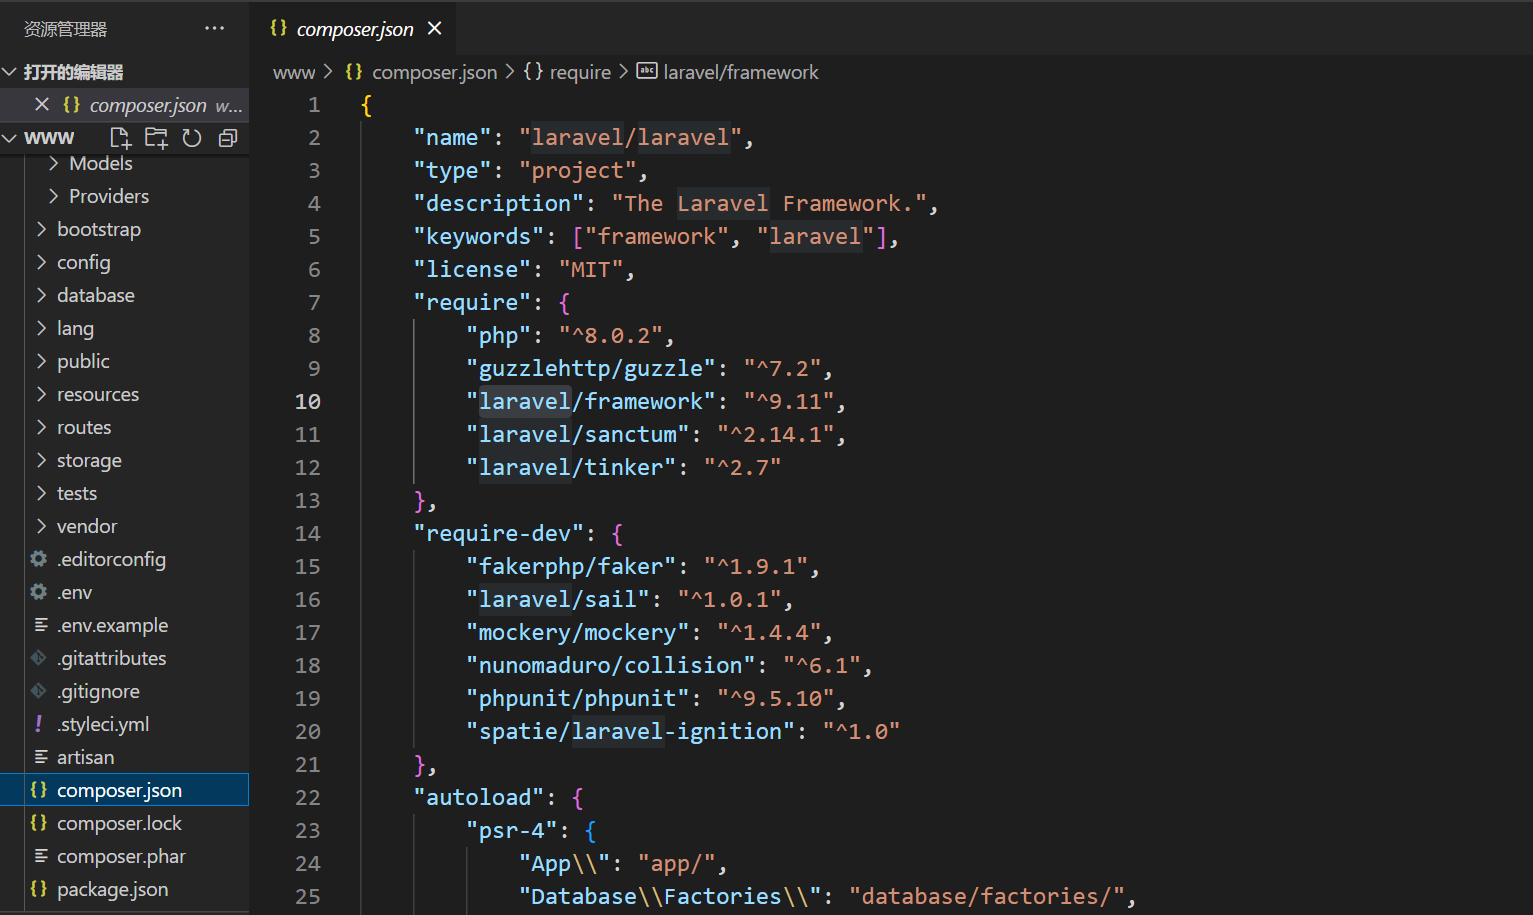 资源管理器 ···
打开的编辑器
composer.json w...
WWW
Models
Providers
bootstrap
config
database
lang
public
resources
routes
storage
tests
vendor
.editorconfig
.env
.env.example
.gitattributes
.gitignore
.styleci.yml
artisan
composer.json
composer.lock
composer.phar
package.json
{} composer.json
www > {} composer.json > {} require > abc laravel/framework
1 {
2 "name": "laravel/laravel",
3 "type": "project",
4 "description": "The Laravel Framework.",
5 "keywords": ["framework", "laravel"],
6 "license": "MIT",
7 "require": {
8 "php": "^8.0.2",
9 "guzzlehttp/guzzle": "^7.2",
10 "laravel/framework": "^9.11",
11 "laravel/sanctum": "^2.14.1",
12 "laravel/tinker": "^2.7"
13 },
14 "require-dev": {
15 "fakerphp/faker": "^1.9.1",
16 "laravel/sail": "^1.0.1",
17 "mockery/mockery": "^1.4.4",
18 "nunomaduro/collision": "^6.1",
19 "phpunit/phpunit": "^9.5.10",
20 "spatie/laravel-ignition": "^1.0"
21 },
22 "autoload": {
23 "psr-4": {
24 "App\\": "app/",
25 "Database\\Factories\\": "database/factories/",